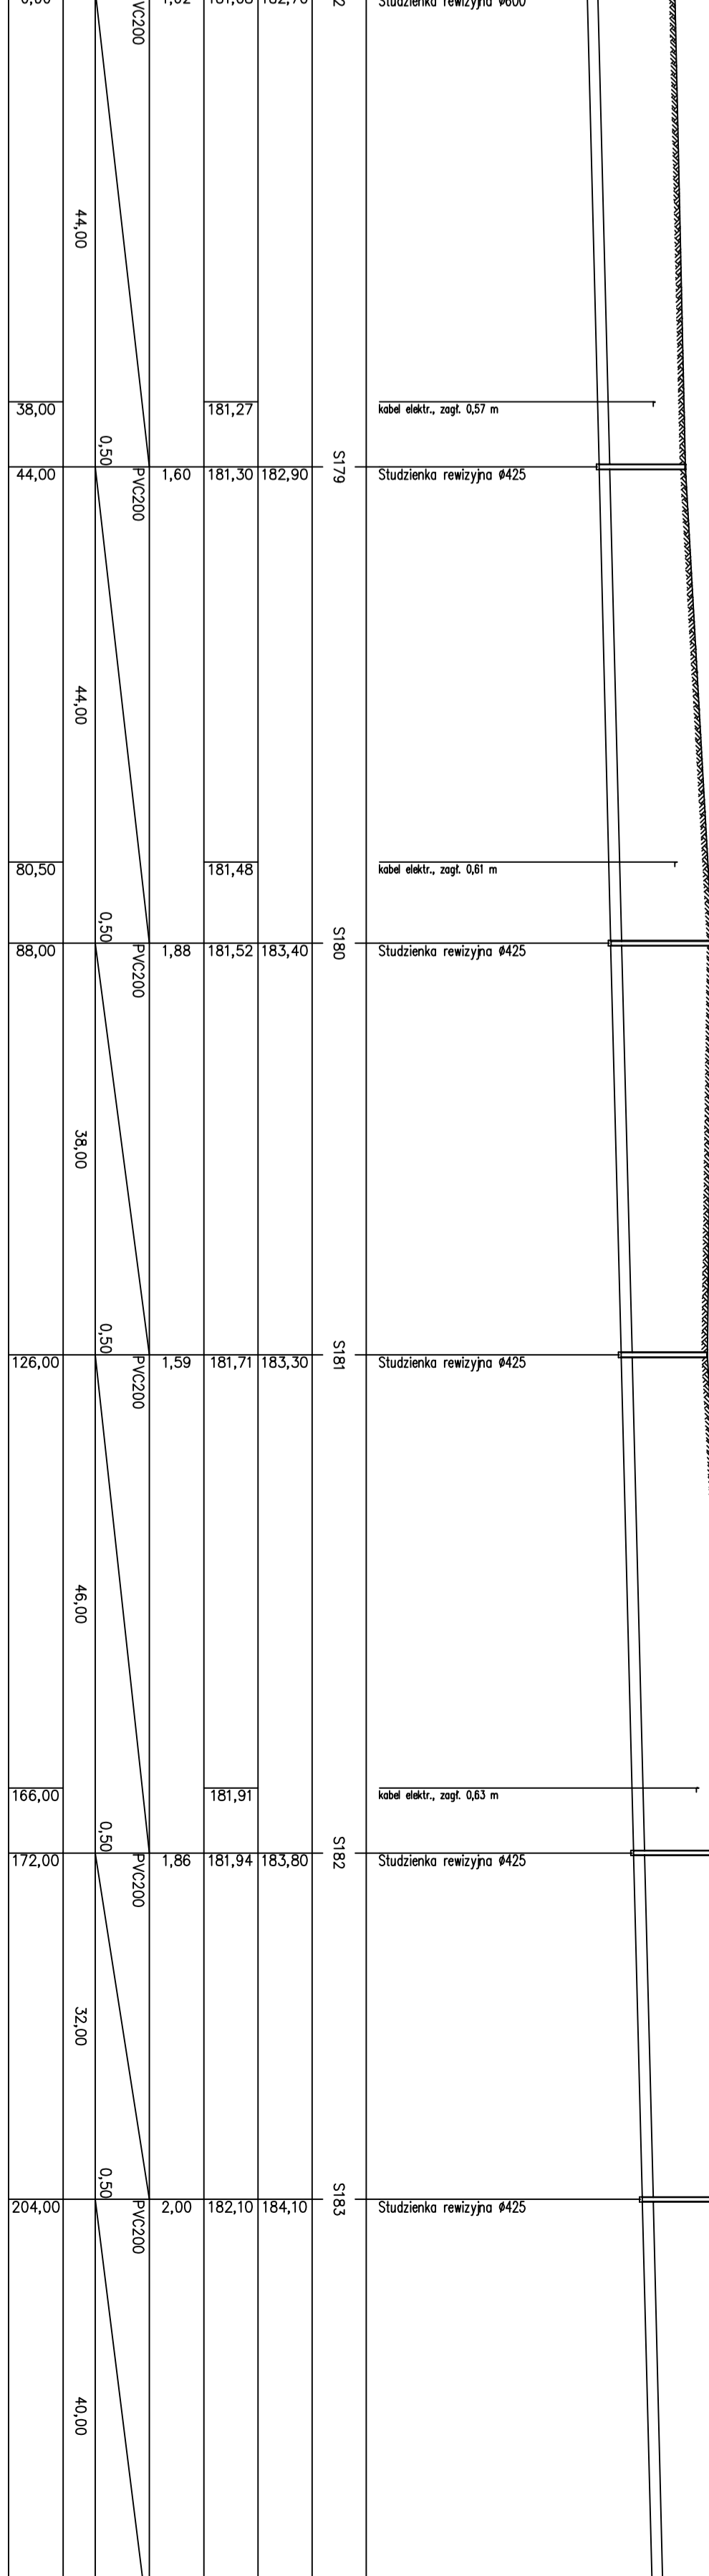 Studzienka rewizyjna Ø600
VC200
44,00
38,00 181,27 kabel elektr., zagł. 0,57 m
0,50 S179
44,00 PVC200 1,60 181,30 182,90 Studzienka rewizyjna Ø425
44,00
80,50 181,48 kabel elektr., zagł. 0,61 m
0,50 S180
88,00 PVC200 1,88 181,52 183,40 Studzienka rewizyjna Ø425
38,00
0,50 S181
126,00 PVC200 1,59 181,71 183,30 Studzienka rewizyjna Ø425
46,00
166,00 181,91 kabel elektr., zagł. 0,63 m
0,50 S182
172,00 PVC200 1,86 181,94 183,80 Studzienka rewizyjna Ø425
32,00
0,50 S183
204,00 PVC200 2,00 182,10 184,10 Studzienka rewizyjna Ø425
40,00